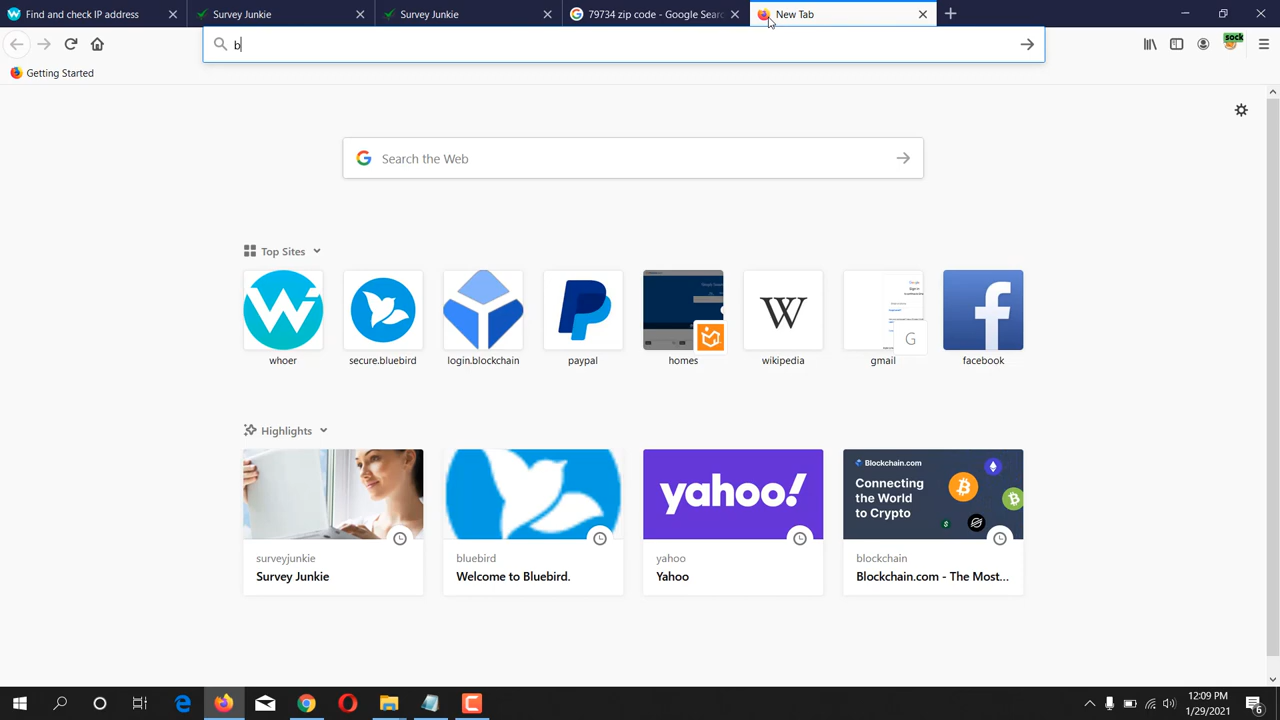 Find and check IP address
Survey Junkie
Survey Junkie
79734 zip code - Google Sear
New Tab
b
sock
Getting Started
Search the Web
Top Sites
whoer
secure.bluebird
login.blockchain
paypal
homes
wikipedia
G
gmail
facebook
Highlights
surveyjunkie
Survey Junkie
bluebird
Welcome to Bluebird.
yahoo!
yahoo
Yahoo
Blockchain.com
Connecting
the World
to Crypto
blockchain
Blockchain.com - The Most...
12:09 PM
1/29/2021
6